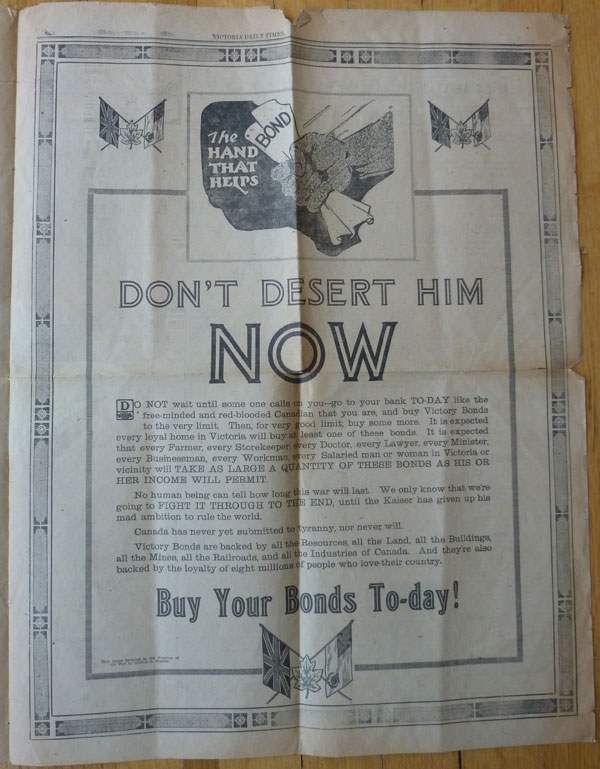 VICTORIA DAILY TIMES,
The
HAND
THAT
HELPS
BOND
DON'T DESERT HIM
NOW
DO NOT wait until some one calls on you—go to your bank TO-DAY like the
free-minded and red-blooded Canadian that you are, and buy Victory Bonds
to the very limit. Then, for very good limit, buy some more. It is expected
every loyal home in Victoria will buy at least one of these bonds. It is expected
that every Farmer, every Storekeeper, every Doctor, every Lawyer, every Minister,
every Businessman, every Workman, every Salaried man or woman in Victoria or
vicinity will TAKE AS LARGE A QUANTITY OF THESE BONDS AS HIS OR
HER INCOME WILL PERMIT.
No human being can tell how long this war will last. We only know that we're
going to FIGHT IT THROUGH TO THE END, until the Kaiser has given up his
mad ambition to rule the world.
Canada has never yet submitted to tyranny, nor never will.
Victory Bonds are backed by all the Resources, all the Land, all the Buildings,
all the Mines, all the Railroads, and all the Industries of Canada. And they're also
backed by the loyalty of eight millions of people who love their country.
Buy Your Bonds To-day!